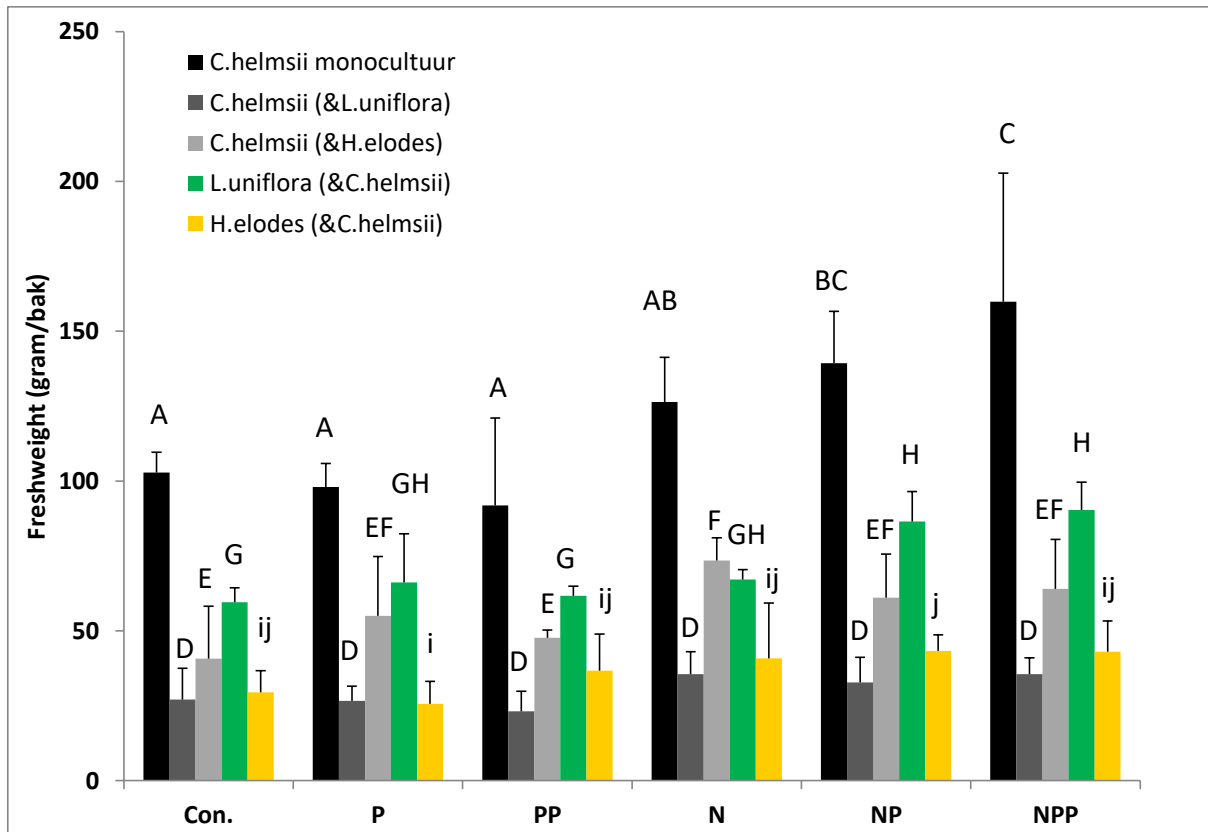 250
200
150
100
50
0
Freshweight (gram/bak)
C.helmsii monocultuur
C.helmsii (&L.uniflora)
C.helmsii (&H.elodes)
L.uniflora (&C.helmsii)
H.elodes (&C.helmsii)
A
D
E
G
ij
A
D
EF
GH
i
A
D
E
G
ij
AB
D
F
GH
ij
BC
D
EF
H
j
C
D
EF
H
ij
Con.
P
PP
N
NP
NPP